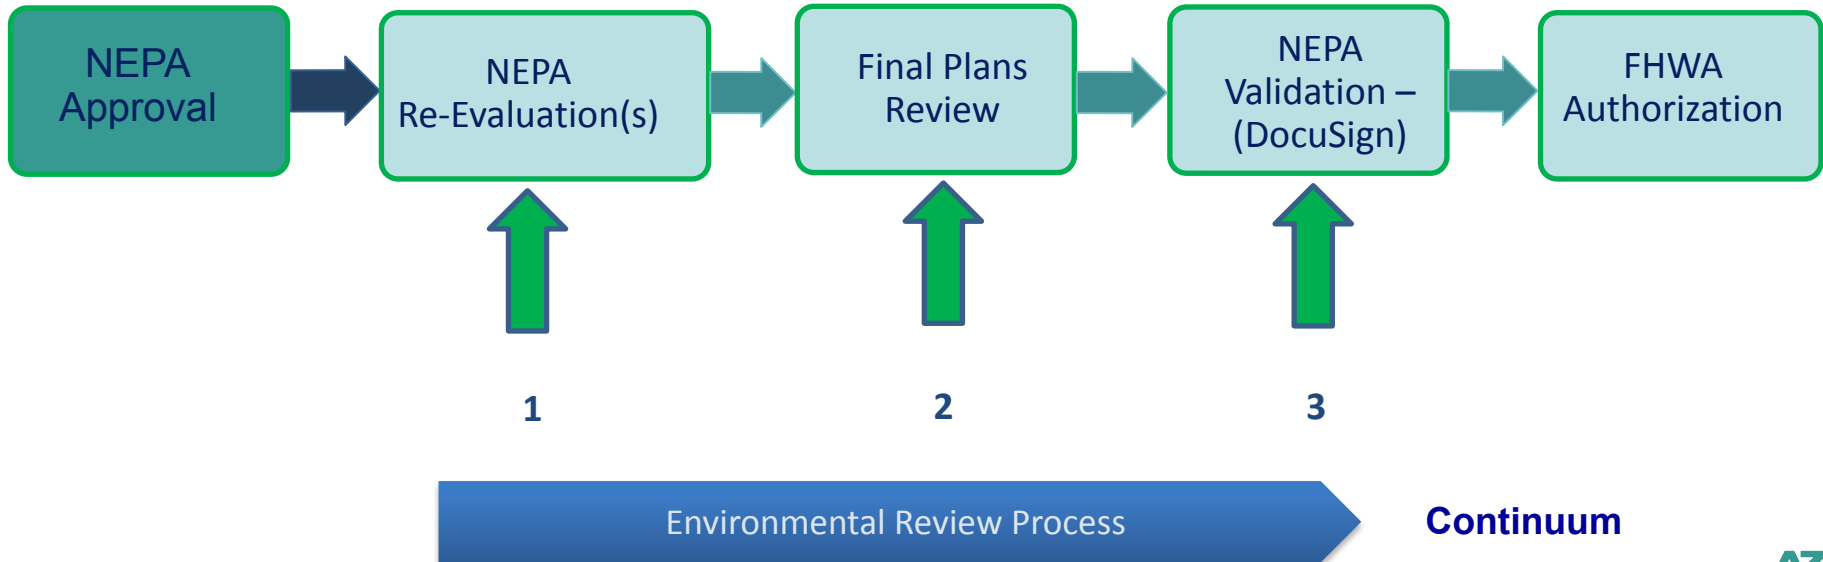 NEPA
Approval
NEPA
Re-Evaluation(s)
Final Plans
Review
NEPA
Validation –
(DocuSign)
FHWA
Authorization
1
2
3
Environmental Review Process
Continuum